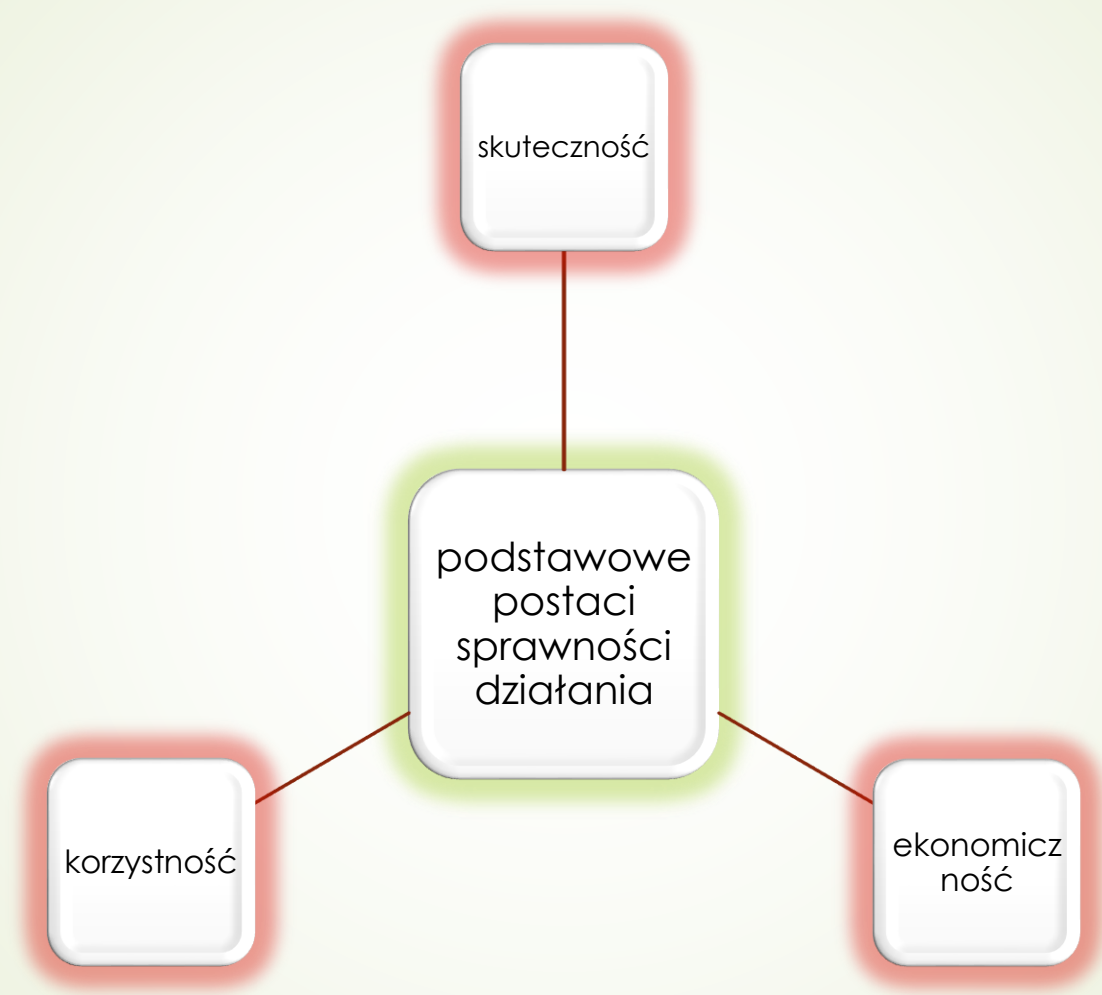 skuteczność
podstawowe
postaci
sprawności
działania
korzystność
ekonomicz
ność